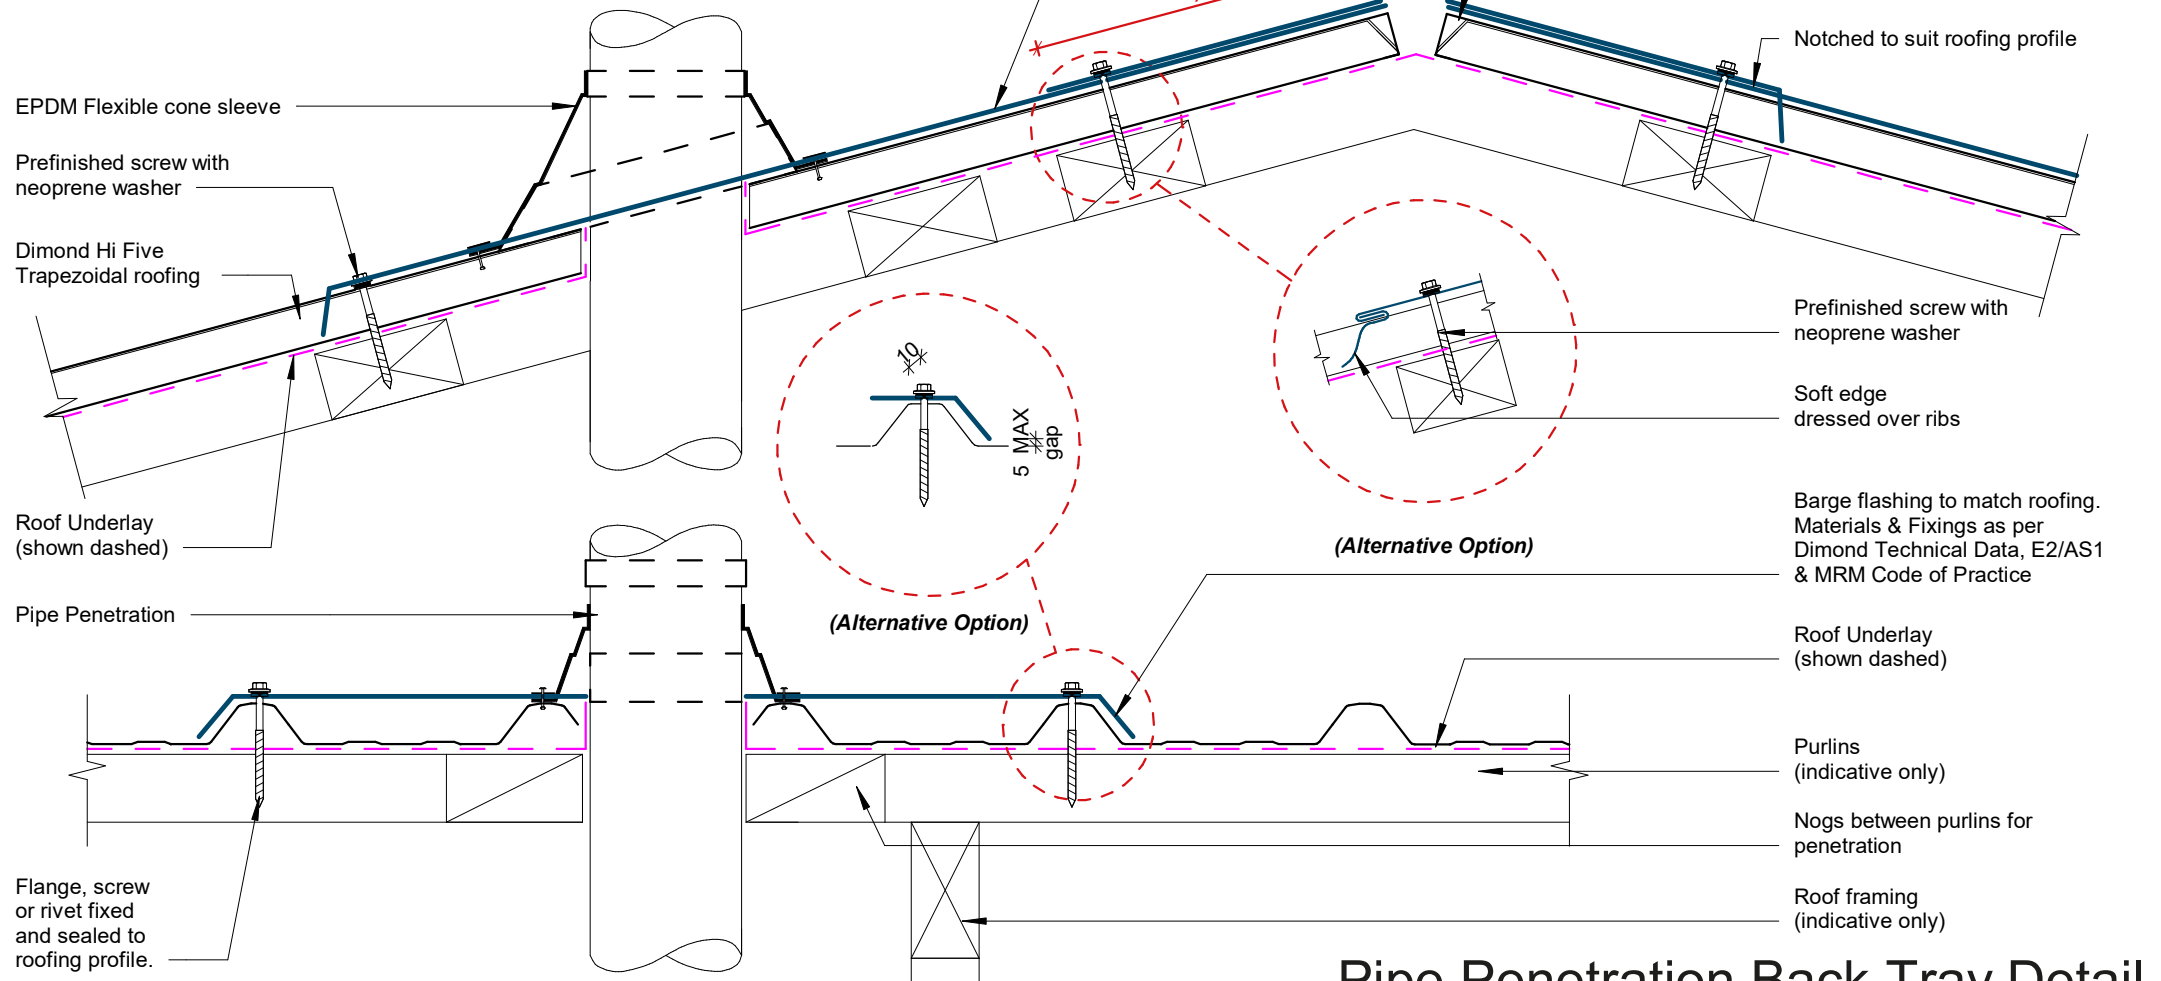 Notched to suit roofing profile
EPDM Flexible cone sleeve
Prefinished screw with
neoprene washer
Dimond Hi Five
Trapezoidal roofing
10
5 MAX
gap
Prefinished screw with
neoprene washer
Soft edge
dressed over ribs
Roof Underlay
(shown dashed)
(Alternative Option)
Barge flashing to match roofing.
Materials & Fixings as per
Dimond Technical Data, E2/AS1
& MRM Code of Practice
Pipe Penetration
(Alternative Option)
Roof Underlay
(shown dashed)
Purlins
(indicative only)
Nogs between purlins for
penetration
Flange, screw
or rivet fixed
and sealed to
roofing profile.
Roof framing
(indicative only)
Pipe Penetration Back Tray Detail